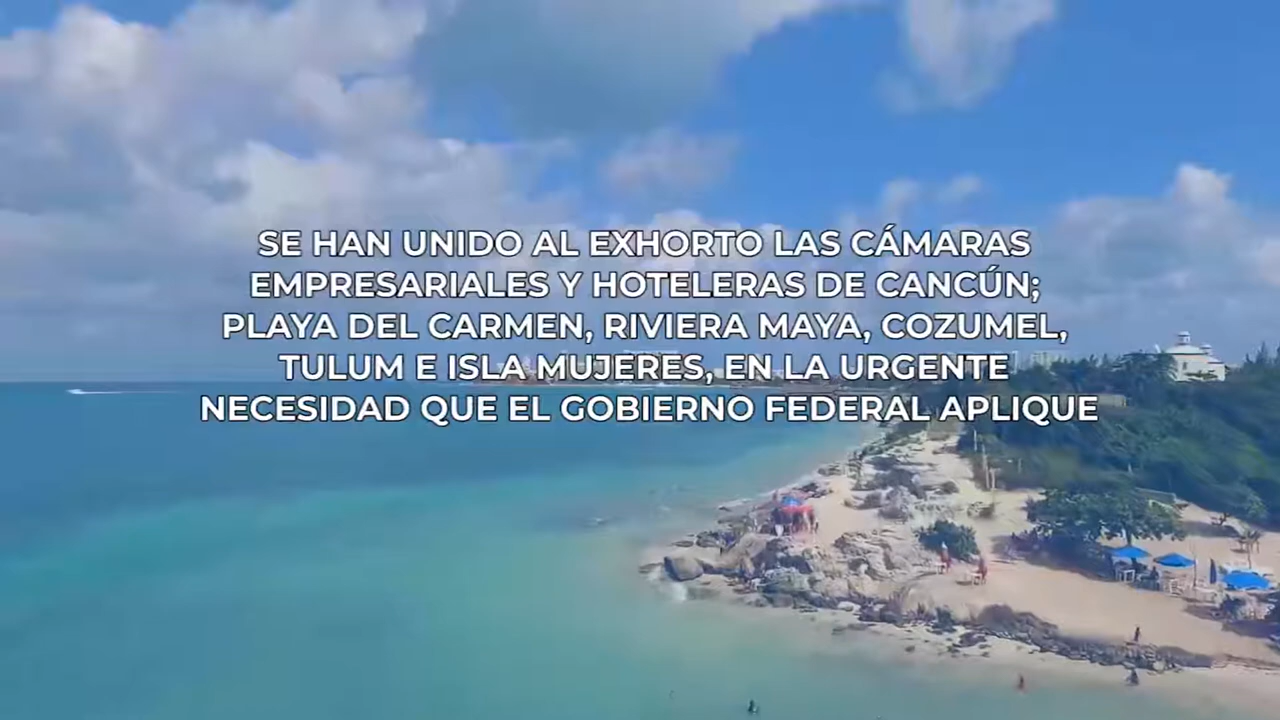 SE HAN UNIDO AL EXHORTO LAS CÁMARAS
EMPRESARIALES Y HOTELERAS DE CANCÚN;
PLAYA DEL CARMEN, RIVIERA MAYA, COZUMEL,
TULUM E ISLA MUJERES, EN LA URGENTE
NECESIDAD QUE EL GOBIERNO FEDERAL APLIQUE